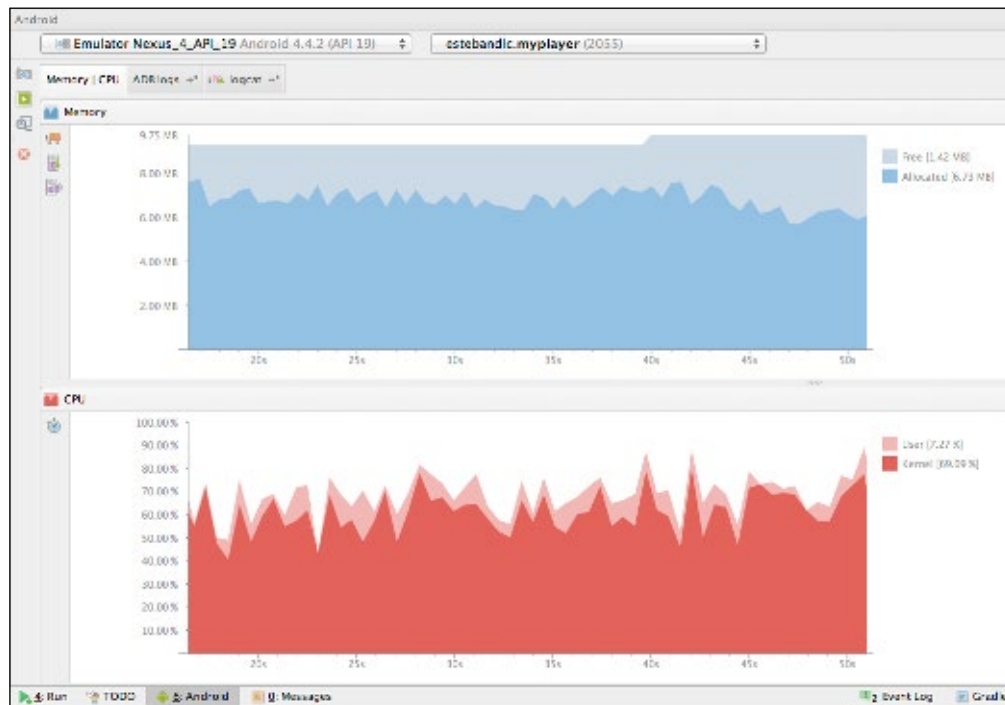 Android
Emulator Nexus_4_API_19 Android 4.4.2 (API 19) estebandlc.myplayer (2055)
Memory | CPU ADB logs logcat
Memory
9.75 MB
8.00 MB
6.00 MB
4.00 MB
2.00 MB
Free [1.42 MB]
Allocated [6.73 MB]
20s 25s 30s 35s 40s 45s 50s
CPU
100.00 %
90.00 %
80.00 %
70.00 %
60.00 %
50.00 %
40.00 %
30.00 %
20.00 %
10.00 %
User [7.27 %]
Kernel [69.09 %]
20s 25s 30s 35s 40s 45s 50s
4: Run TODO 6: Android 0: Messages 2 Event Log Gradle